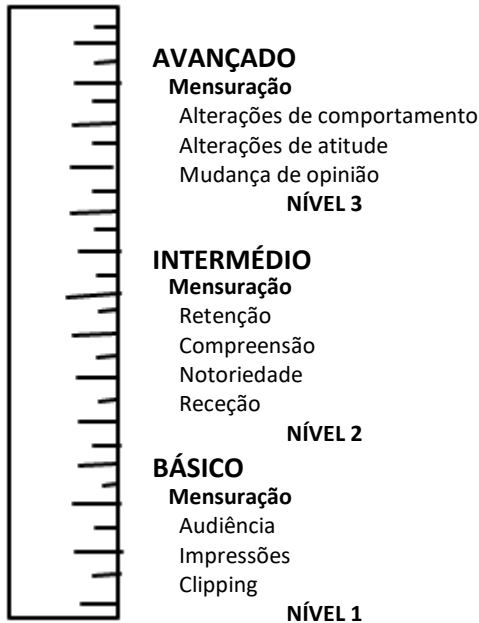 AVANÇADO
Mensuração
Alterações de comportamento
Alterações de atitude
Mudança de opinião
NÍVEL 3
INTERMÉDIO
Mensuração
Retenção
Compreensão
Notoriedade
Receção
NÍVEL 2
BÁSICO
Mensuração
Audiência
Impressões
Clipping
NÍVEL 1